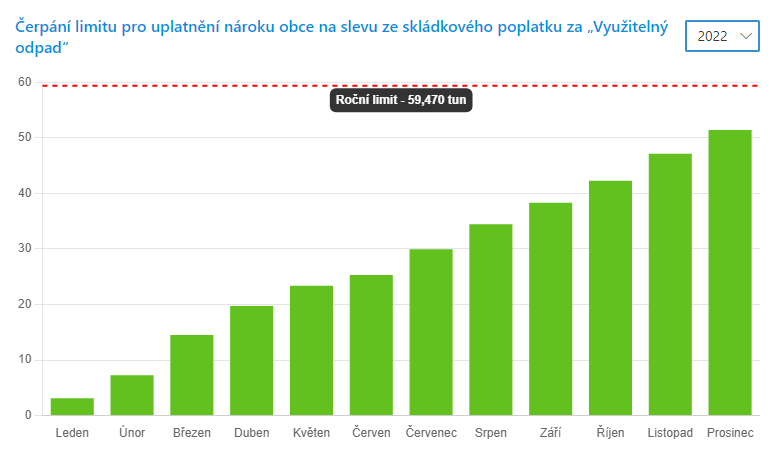 Čerpání limitu pro uplatnění nároku obce na slevu ze skládkového poplatku za „Využitelný
odpad“
2022
60
Roční limit - 59,470 tun
50
40
30
20
10
0
Leden Únor Březen Duben Květen Červen Červenec Srpen Září Říjen Listopad Prosinec